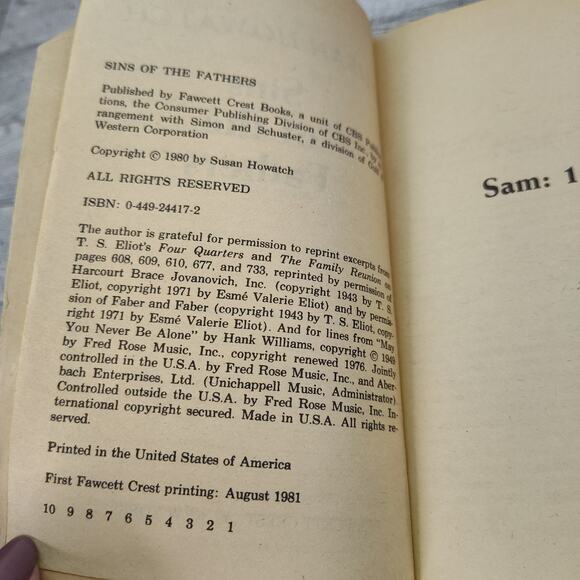 SINS OF THE FATHERS
Published by Fawcett Crest Books, a unit of CBS
tions, the Consumer Publishing Division of CBS Inc.,
rangement with Simon and Schuster, a division of Gulf
Western Corporation
Copyright © 1980 by Susan Howatch
ALL RIGHTS RESERVED
ISBN: 0-449-24417-2
The author is grateful for permission to reprint excerpts from
T. S. Eliot's Four Quarters and The Family Reunion on
pages 608, 609, 610, 677, and 733, reprinted by permission of
Harcourt Brace Jovanovich, Inc. (copyright 1943 by T. S.
Eliot, copyright 1971 by Esmé Valerie Eliot) and by permis-
sion of Faber and Faber (copyright 1943 by T. S. Eliot, copy-
right 1971 by Esmé Valerie Eliot). And for lines from "May
You Never Be Alone" by Hank Williams, copyright © 1949
by Fred Rose Music, Inc., copyright renewed 1976. Jointly
controlled in the U.S.A. by Fred Rose Music, Inc., and Aber-
bach Enterprises, Ltd. (Unichappell Music, Administrator)
Controlled outside the U.S.A. by Fred Rose Music, Inc. In-
ternational copyright secured. Made in U.S.A. All rights re-
served.
Printed in the United States of America
First Fawcett Crest printing: August 1981
10 9 8 7 6 5 4 3 2 1
Sam: 1